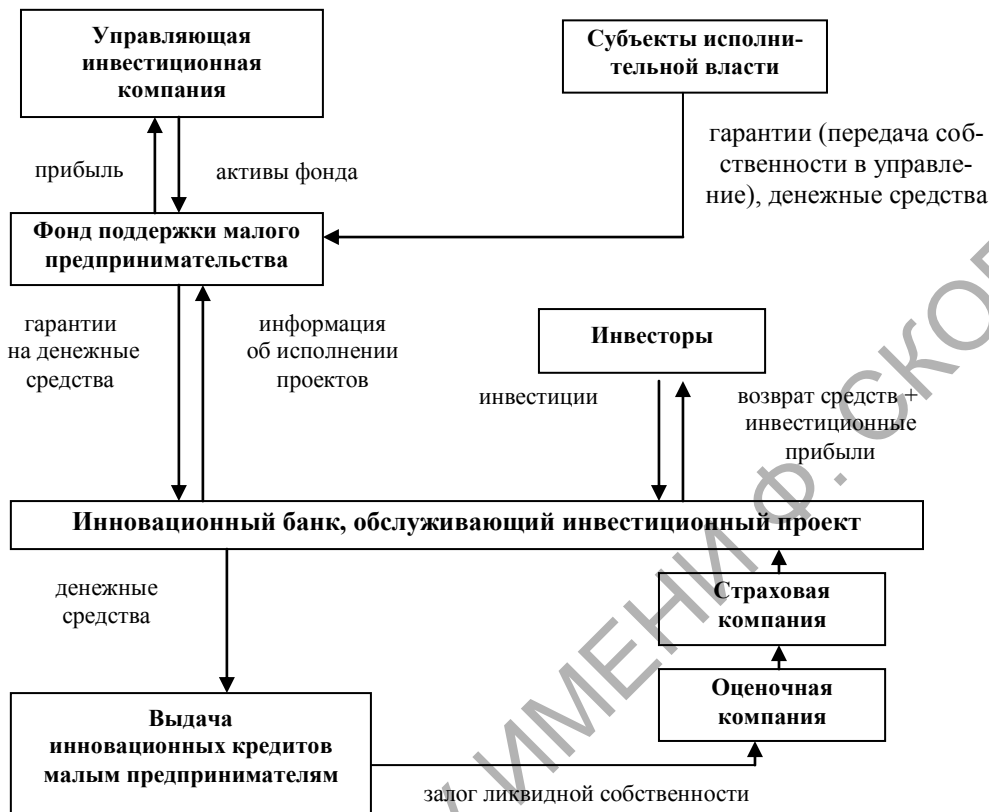 Управляющая
инвестиционная
компания
Субъекты исполни-
тельной власти
прибыль
активы фонда
гарантии (передача соб-
ственности в управле-
ние), денежные средства
Фонд поддержки малого
предпринимательства
гарантии
на денежные
средства
информация
об исполнении
проектов
Инвесторы
инвестиции
возврат средств +
инвестиционные
прибыли
Инновационный банк, обслуживающий инвестиционный проект
денежные
средства
Страховая
компания
Оценочная
компания
Выдача
инновационных кредитов
малым предпринимателям
залог ликвидной собственности
ИМЕНИ Ф.